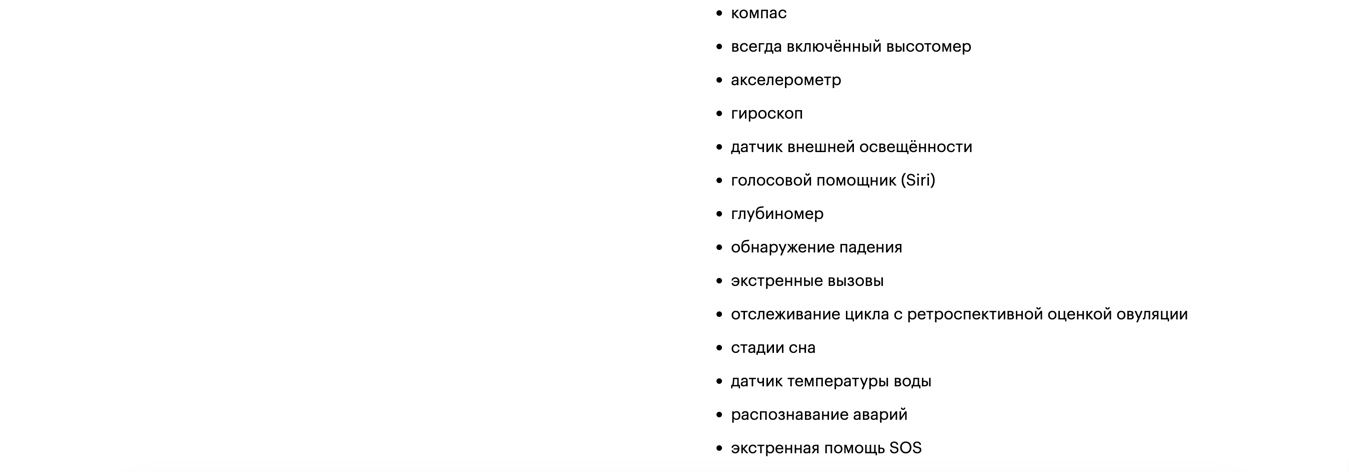 • компас
• всегда включённый высотомер
• акселерометр
• гироскоп
• датчик внешней освещённости
• голосовой помощник (Siri)
• глубиномер
• обнаружение падения
• экстренные вызовы
• отслеживание цикла с ретроспективной оценкой овуляции
• стадии сна
• датчик температуры воды
• распознавание аварий
• экстренная помощь SOS